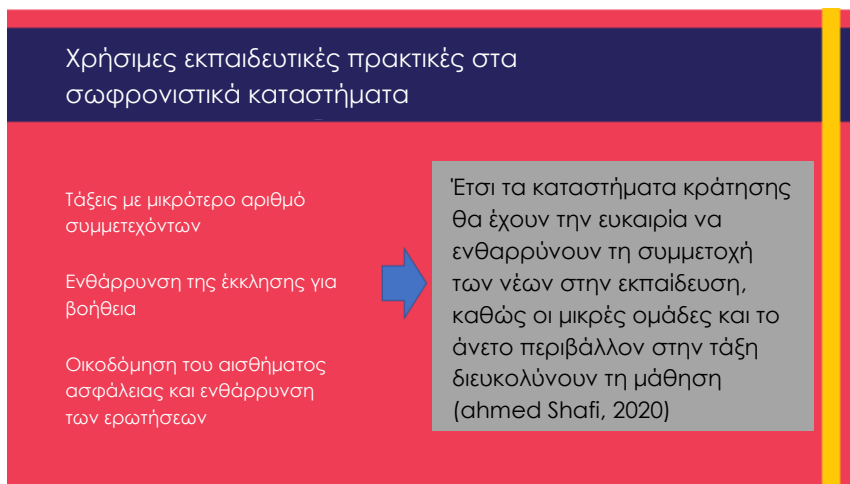 Χρήσιμες εκπαιδευτικές πρακτικές στα
σωφρονιστικά καταστήματα
Τάξεις με μικρότερο αριθμό
συμμετεχόντων
Ενθάρρυνση της έκκλησης για
βοήθεια
Οικοδόμηση του αισθήματος
ασφάλειας και ενθάρρυνση
των ερωτήσεων
Έτσι τα καταστήματα κράτησης
θα έχουν την ευκαιρία να
ενθαρρύνουν τη συμμετοχή
των νέων στην εκπαίδευση,
καθώς οι μικρές ομάδες και το
άνετο περιβάλλον στην τάξη
διευκολύνουν τη μάθηση
(ahmed Shafi, 2020)